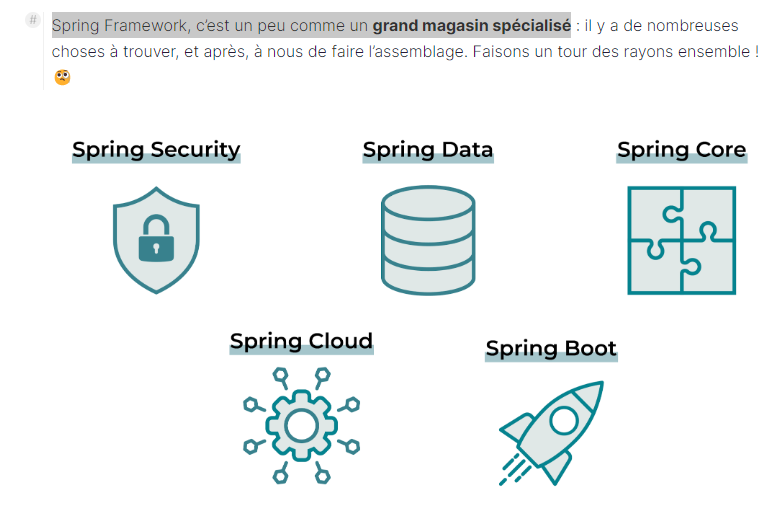 #
Spring Framework, c’est un peu comme un grand magasin spécialisé : il y a de nombreuses
choses à trouver, et après, à nous de faire l’assemblage. Faisons un tour des rayons ensemble !
🧐
Spring Security
Spring Data
Spring Core
Spring Cloud
Spring Boot